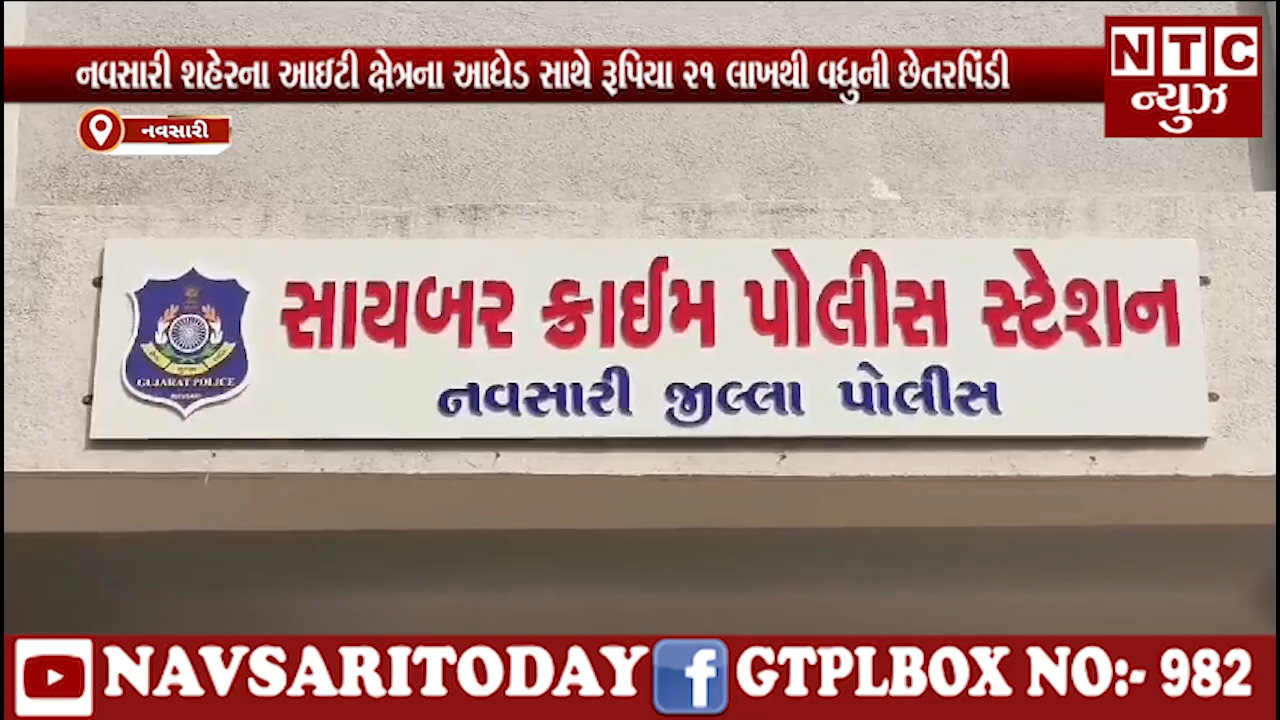 નવસારી શહેરના આઇટી ક્ષેત્રના આધેડ સાથે રૂપિયા ૨૧ લાખથી વધુની છેતરપિંડી
NTC
ન્યુઝ
નવસારી
સાયબર ક્રાઈમ પોલીસ સ્ટેશન
નવસારી જીલ્લા પોલીસ
GUJARAT POLICE
NAVSARI
NAVSARITODAY
GTPLBOX NO:- 982